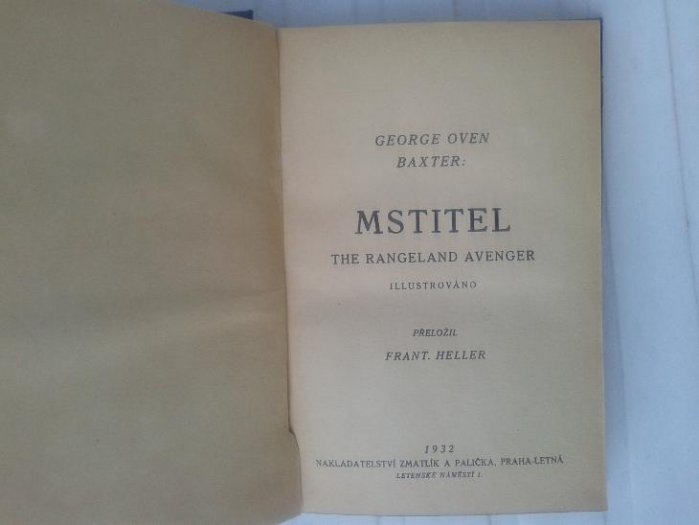 GEORGE OVEN
BAXTER:
MSTITEL
THE RANGELAND AVENGER
ILLUSTROVÁNO
PŘELOŽIL
FRANT. HELLER
1932
NAKLADATELSTVÍ ZMATLÍK A PALIČKA, PRAHA-LETNÁ
LETENSKÉ NÁMĚSTÍ 1.